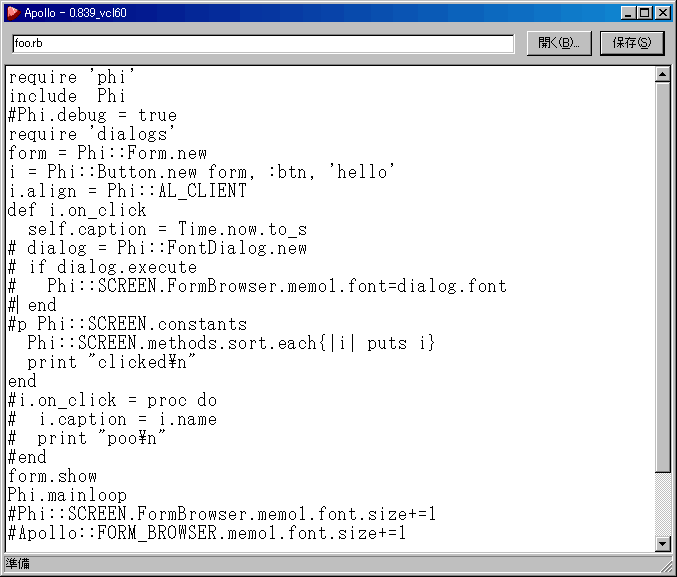 Apollo - 0.839_vcl60
foo.rb
開く(B)...
保存(S)
require 'phi'
include  Phi
#Phi.debug = true
require 'dialogs'
form = Phi::Form.new
i = Phi::Button.new form, :btn, 'hello'
i.align = Phi::AL_CLIENT
def i.on_click
  self.caption = Time.now.to_s
# dialog = Phi::FontDialog.new
# if dialog.execute
#   Phi::SCREEN.FormBrowser.memo1.font=dialog.font
# end
#p Phi::SCREEN.constants
  Phi::SCREEN.methods.sort.each{|i| puts i}
  print "clicked¥n"
end
#i.on_click = proc do
#  i.caption = i.name
#  print "poo¥n"
#end
form.show
Phi.mainloop
#Phi::SCREEN.FormBrowser.memo1.font.size+=1
#Apollo::FORM_BROWSER.memo1.font.size+=1
準備